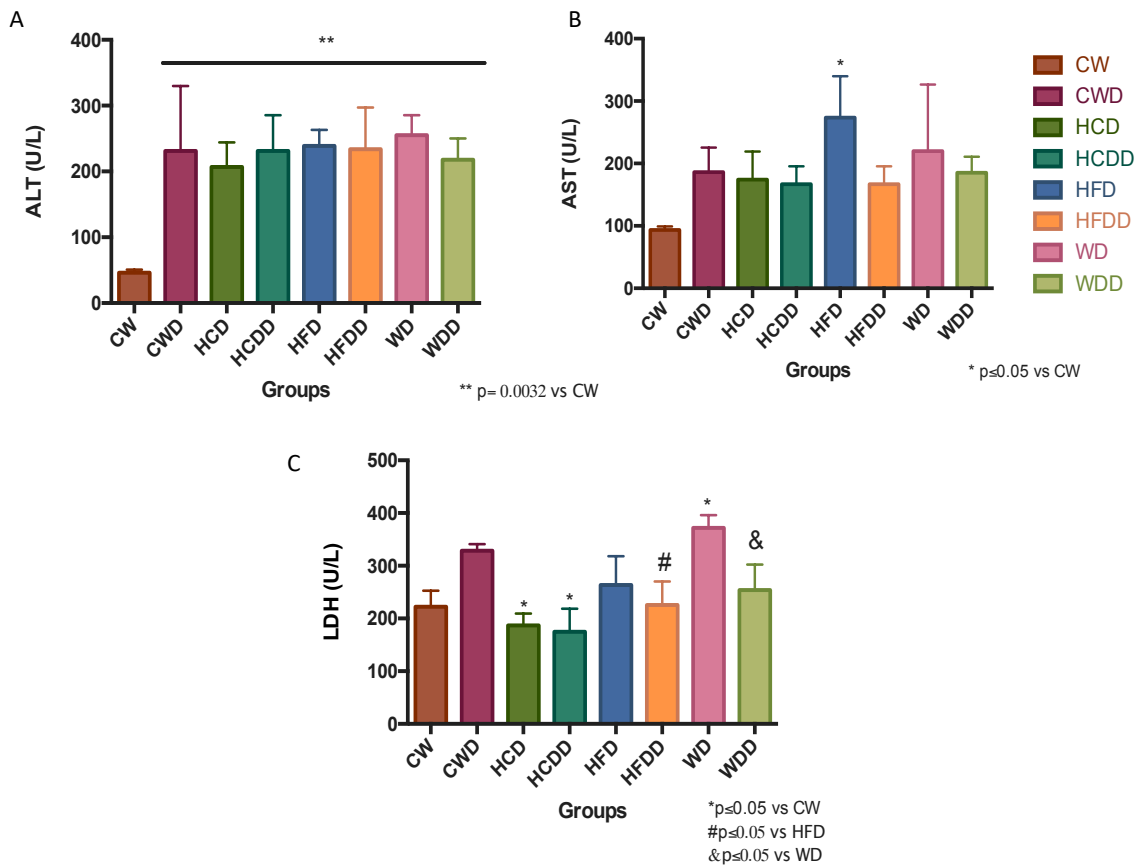 A
**
400
300
200
100
0
ALT (U/L)
CW
CWD
HCD
HCDD
HFD
HFDD
WD
WDD
Groups
** p= 0.0032 vs CW
B
*
400
300
200
100
0
AST (U/L)
CW
CWD
HCD
HCDD
HFD
HFDD
WD
WDD
Groups
* p≤0.05 vs CW
CW
CWD
HCD
HCDD
HFD
HFDD
WD
WDD
C
500
400
300
200
100
0
LDH (U/L)
*
*
#
*
&
CW
CWD
HCD
HCDD
HFD
HFDD
WD
WDD
Groups
*p≤0.05 vs CW
#p≤0.05 vs HFD
&p≤0.05 vs WD